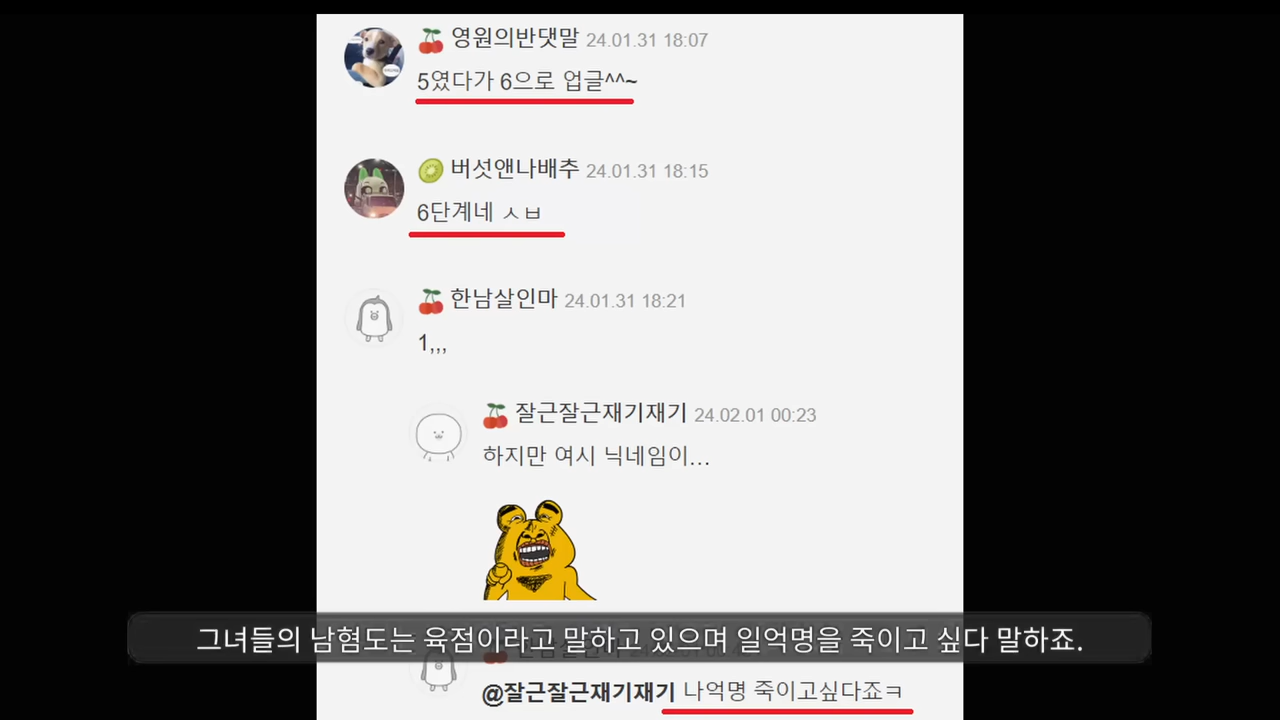 영원의반댓말 24.01.31 18:07
5였다가 6으로 업글^^~
버섯앤나배추 24.01.31 18:15
6단계네 ㅅㅂ
한남살인마 24.01.31 18:21
1,,,
잘근잘근재기재기 24.02.01 00:23
하지만 여시 닉네임이...
그녀들의 남혐도는 육점이라고 말하고 있으며 일억명을 죽이고 싶다 말하죠.
@잘근잘근재기재기 나억명 죽이고싶다죠ㅋ